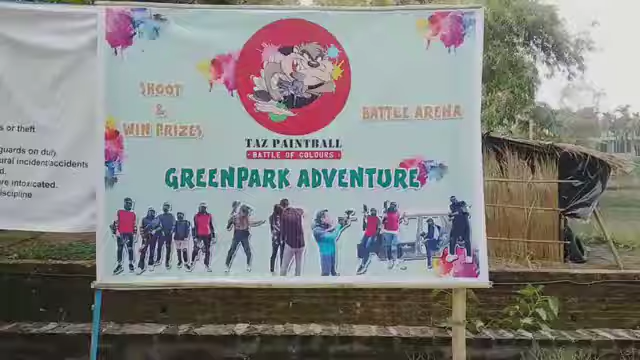 s or theft
guards on duty
ural incident/accidents
d.
re intoxicated.
discipline
SHOOT
&
WIN PRIZES
TAZ PAINTBALL
- BATTLE OF COLOURS -
BATTLE ARENA
GREENPARK ADVENTURE